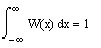 ∫_{-∞}^{∞} W(x) dx = 1